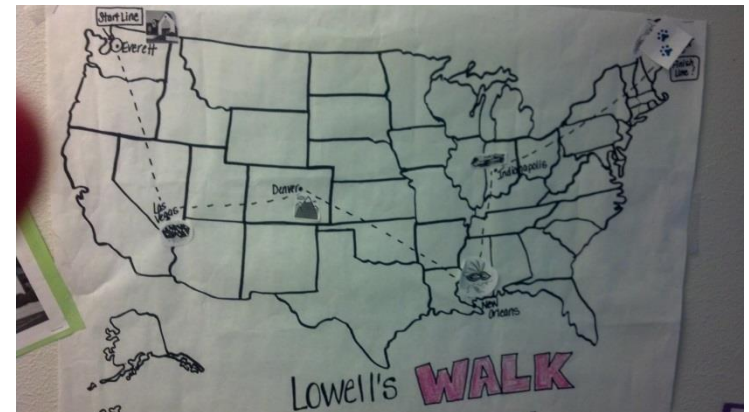 Start Line
Everett
Finish
Line!
Denver
Indianapolis
Las
Vegas
New
Orleans
Lowell's WALK